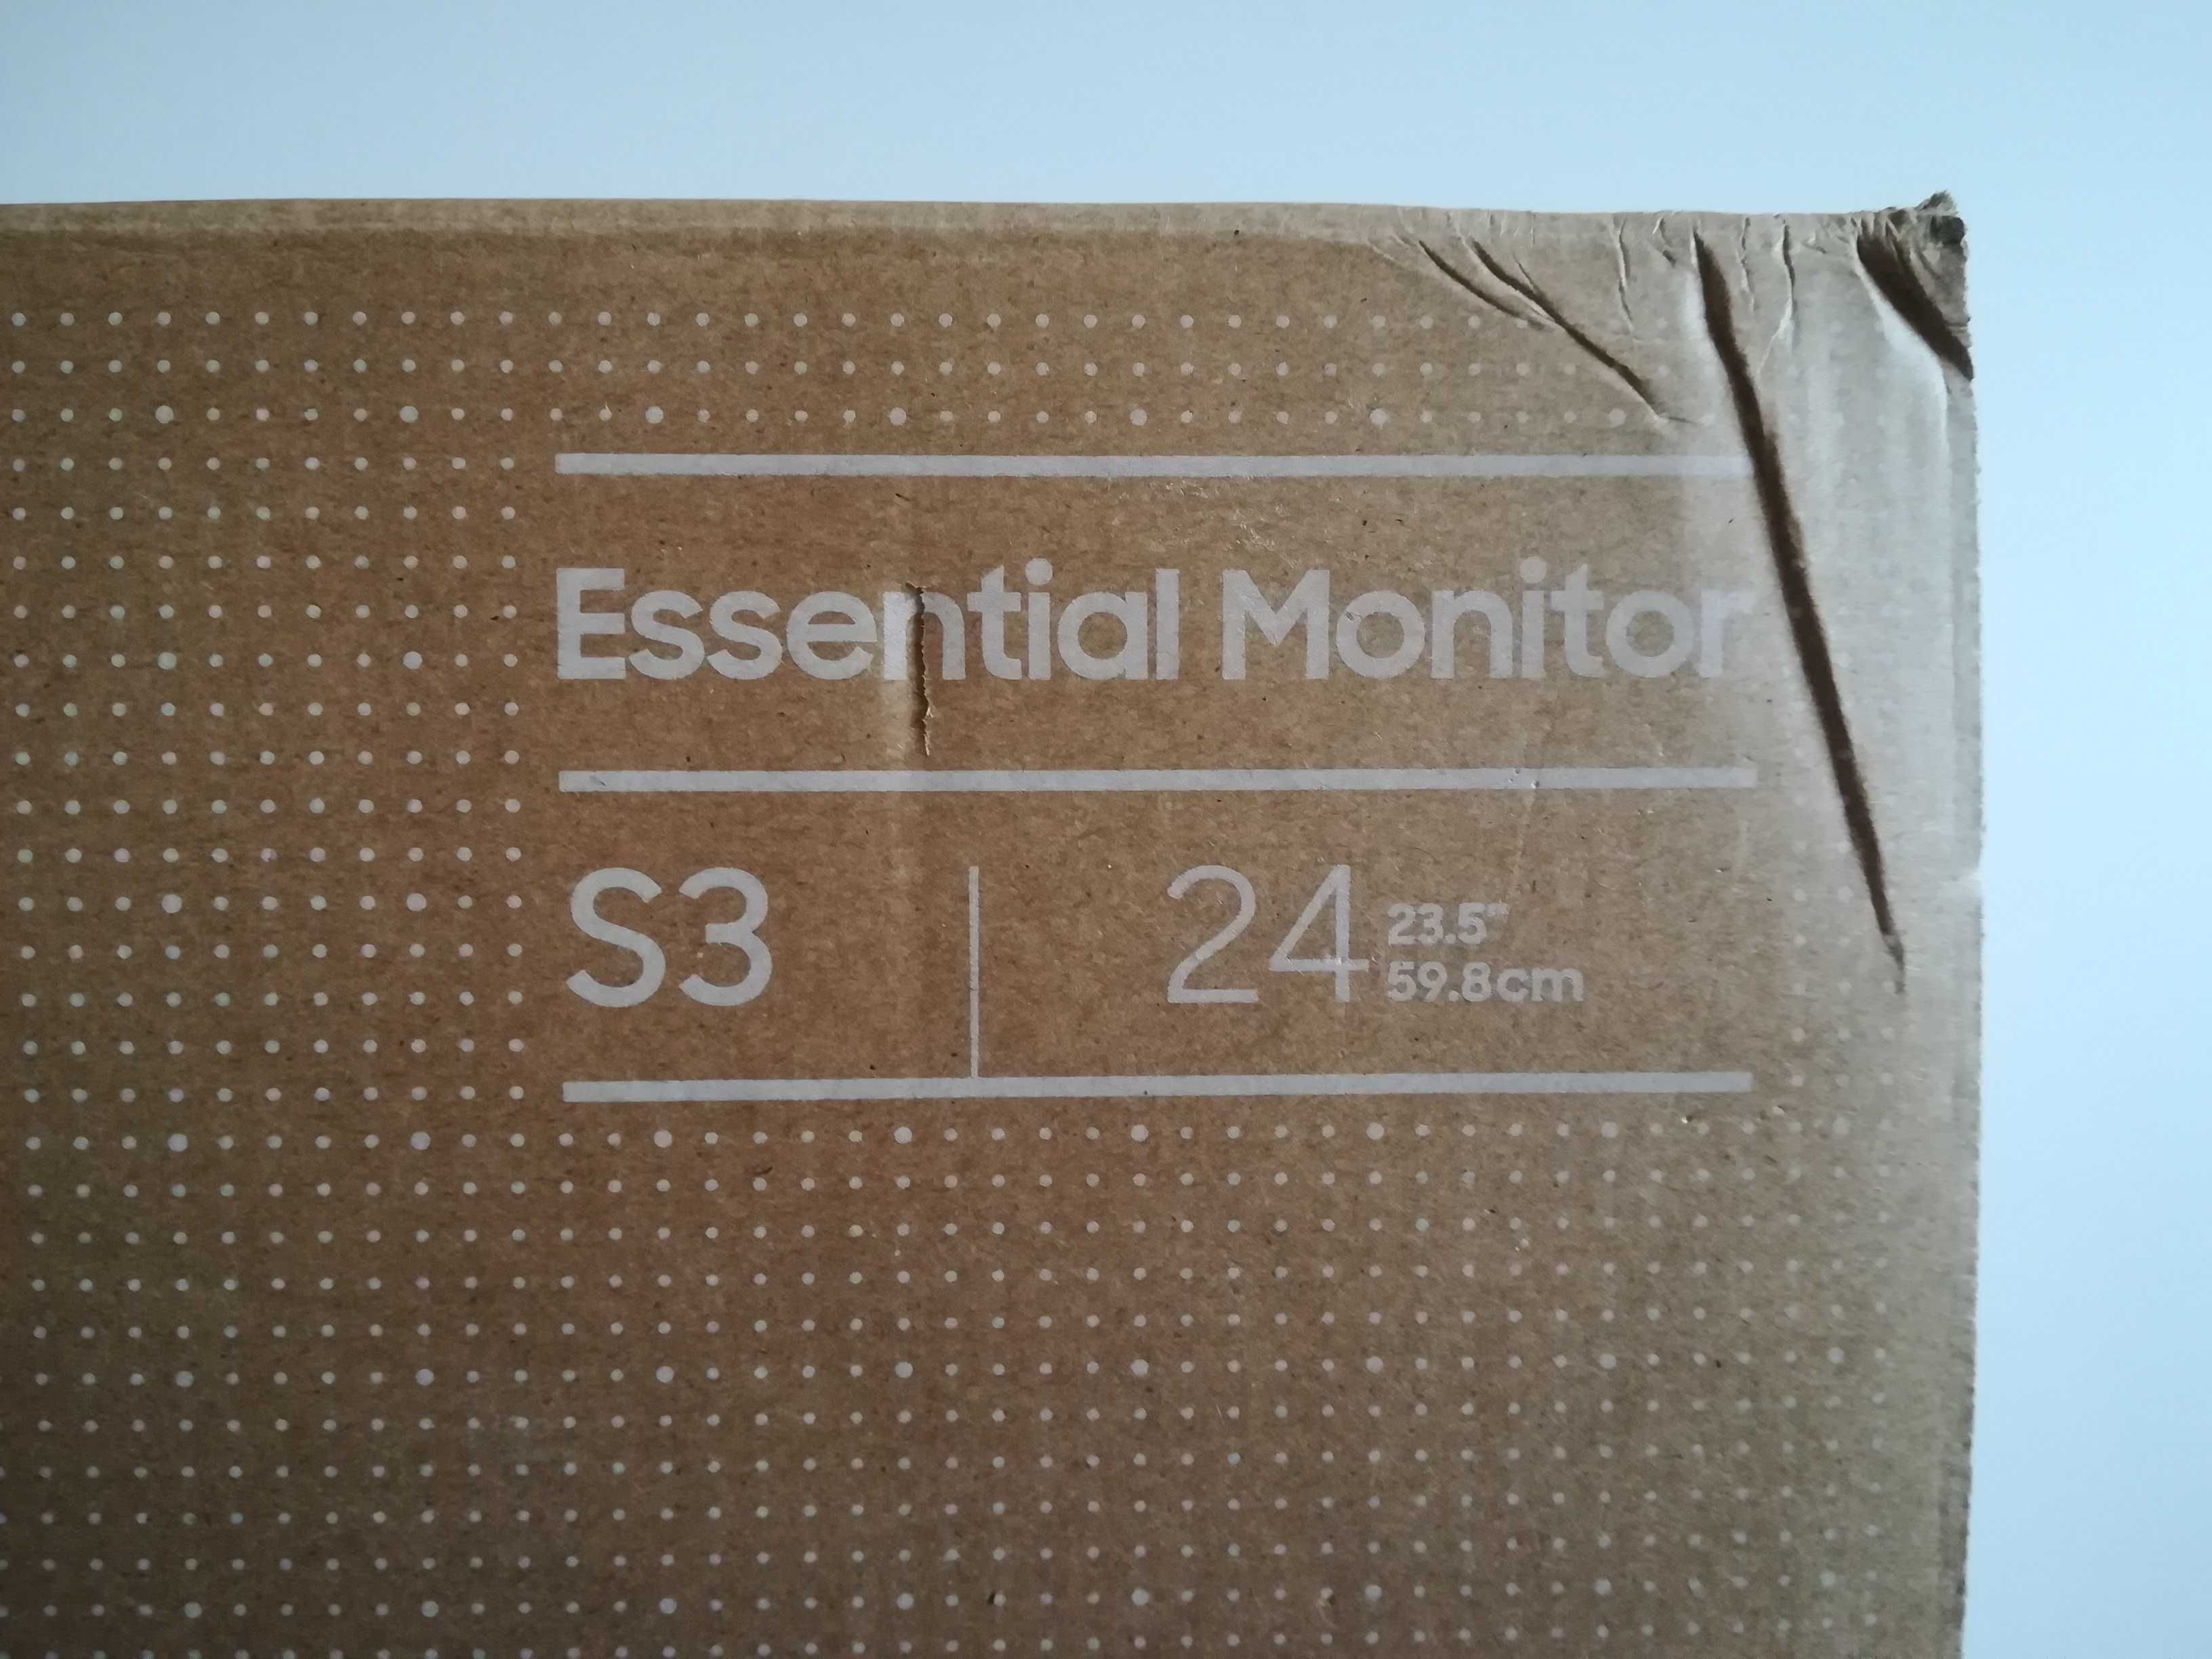 Essential Monitor
S3
24
23.5"
59.8cm